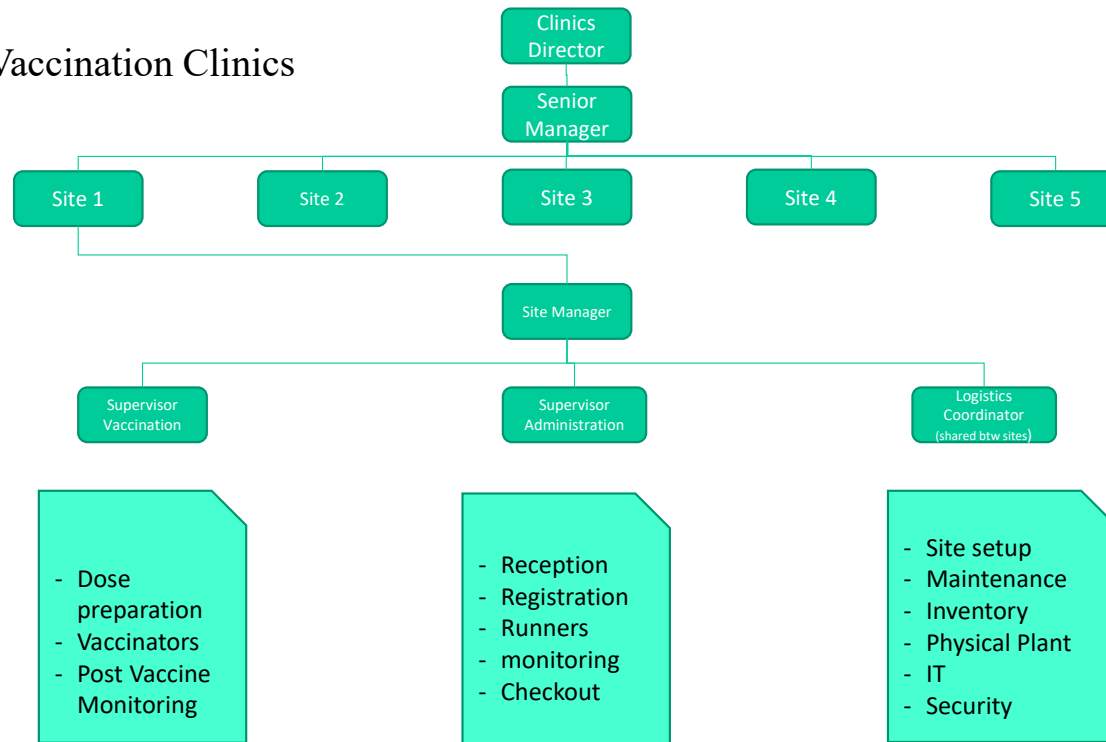 Vaccination Clinics
Clinics
Director
Senior
Manager
Site 1
Site 2
Site 3
Site 4
Site 5
Site Manager
Supervisor
Vaccination
Supervisor
Administration
Logistics
Coordinator
(shared btw sites)
- Dose
preparation
- Vaccinators
- Post Vaccine
Monitoring
- Reception
- Registration
- Runners
- monitoring
- Checkout
- Site setup
- Maintenance
- Inventory
- Physical Plant
- IT
- Security